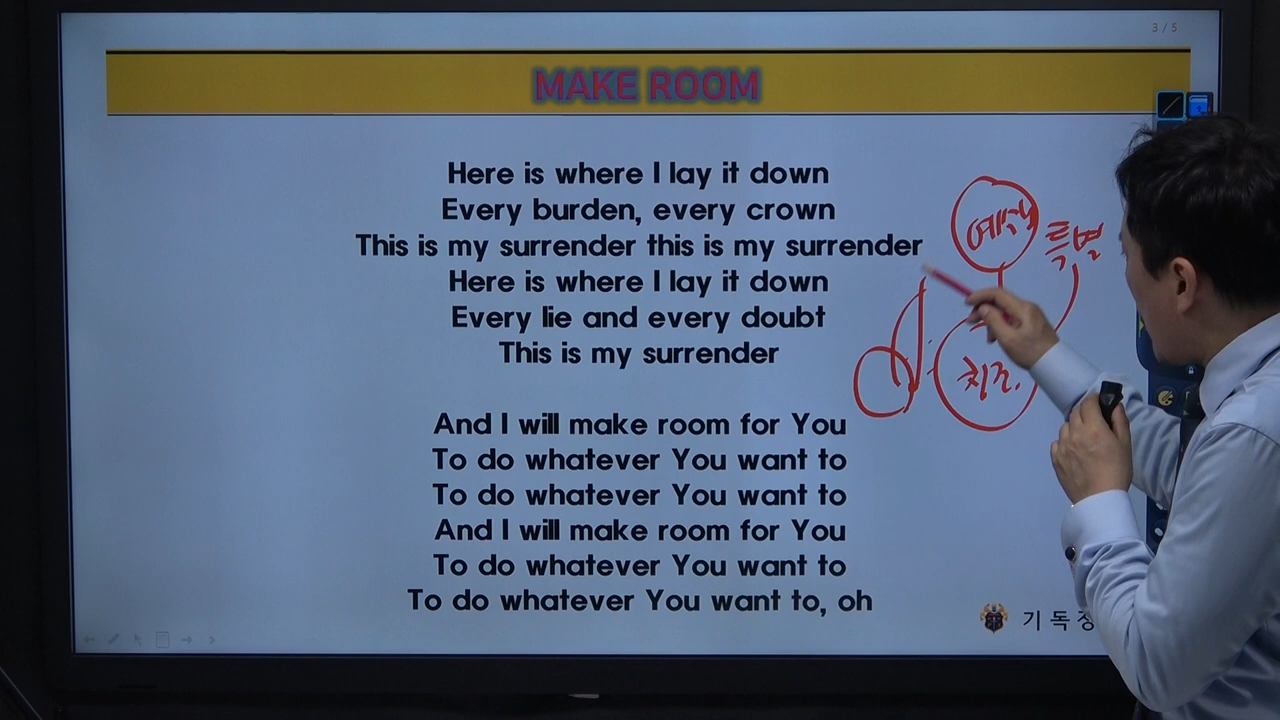 3 / 5
MAKE ROOM
Here is where I lay it down
Every burden, every crown
This is my surrender this is my surrender
Here is where I lay it down
Every lie and every doubt
This is my surrender
And I will make room for You
To do whatever You want to
To do whatever You want to
And I will make room for You
To do whatever You want to
To do whatever You want to, oh
예식
특별
기독